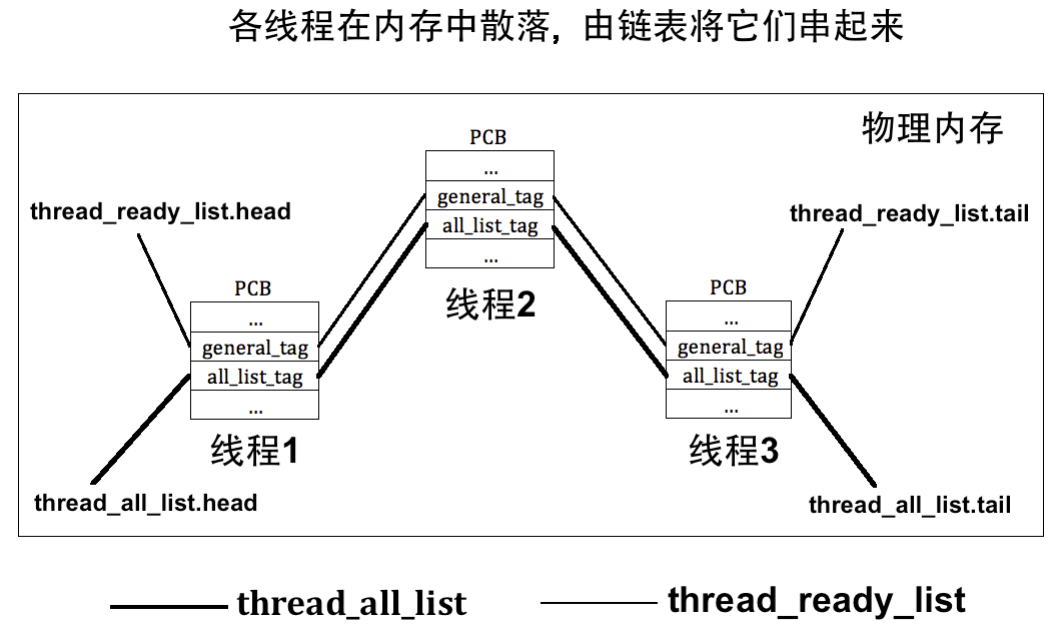 各线程在内存中散落，由链表将它们串起来
物理内存
PCB
...
general_tag
all_list_tag
...
线程2
thread_ready_list.head
thread_ready_list.tail
PCB
...
general_tag
all_list_tag
...
线程1
PCB
...
general_tag
all_list_tag
...
线程3
thread_all_list.head
thread_all_list.tail
thread_all_list
thread_ready_list